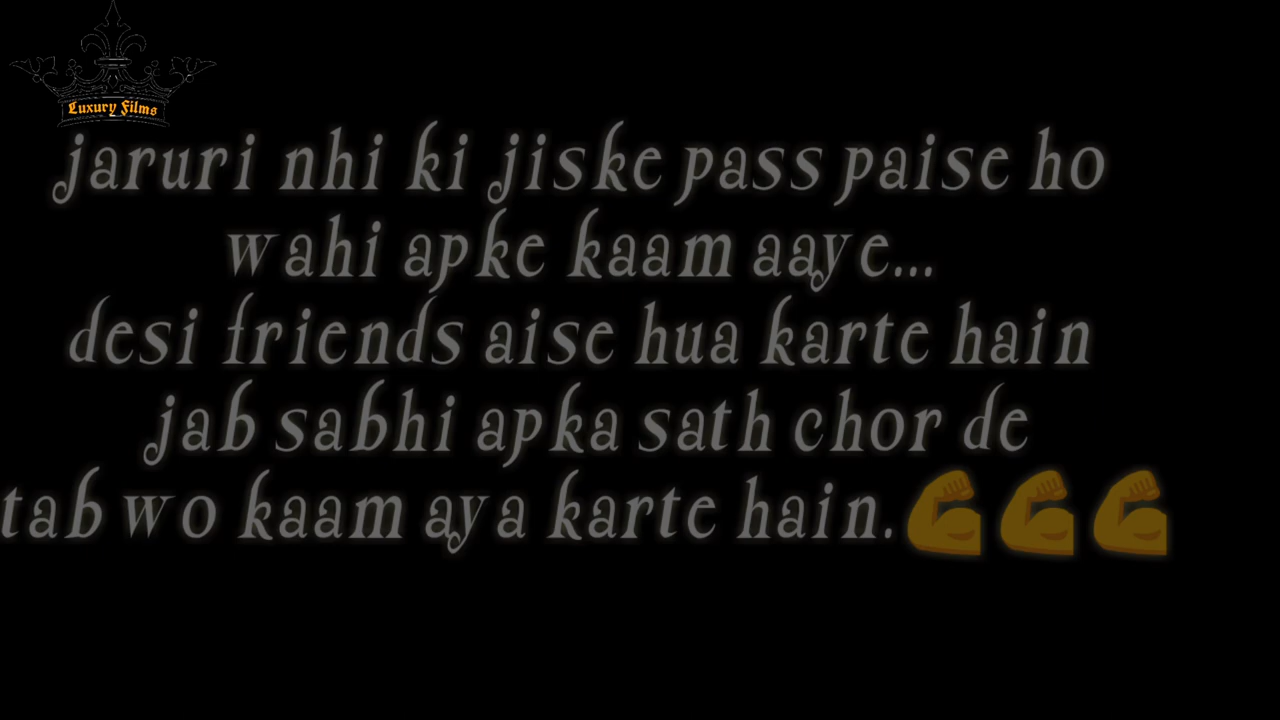 Luxury Films
jaruri nhi ki jiske pass paise ho
wahi apke kaam aaye...
desi friends aise hua karte hain
jab sabhi apka sath chor de
tab wo kaam aya karte hain.💪💪💪